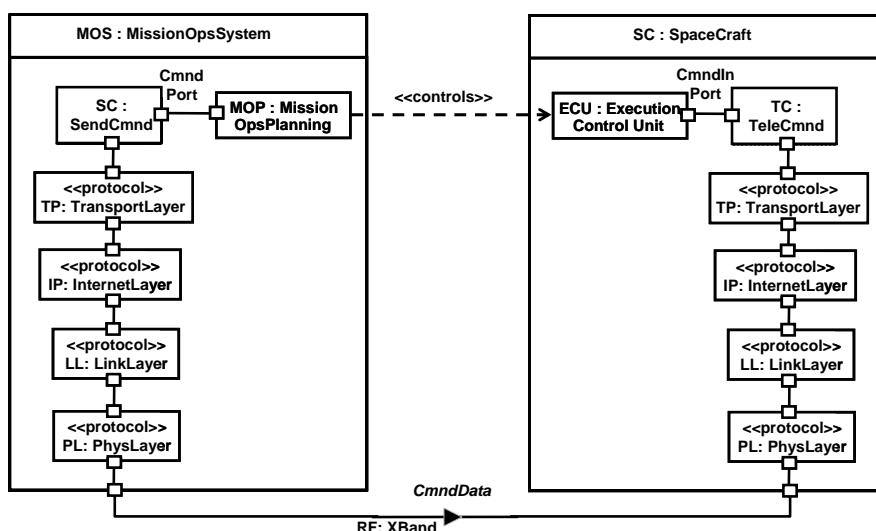 MOS : MissionOpsSystem
SC : SpaceCraft
Cmnd
Port
SC :
SendCmnd
MOP : Mission
OpsPlanning
<<controls>>
ECU : Execution
Control Unit
CmndIn
Port
TC :
TeleCmnd
<<protocol>>
TP: TransportLayer
<<protocol>>
IP: InternetLayer
<<protocol>>
LL: LinkLayer
<<protocol>>
PL: PhysLayer
<<protocol>>
TP: TransportLayer
<<protocol>>
IP: InternetLayer
<<protocol>>
LL: LinkLayer
<<protocol>>
PL: PhysLayer
CmndData
RF: XBand